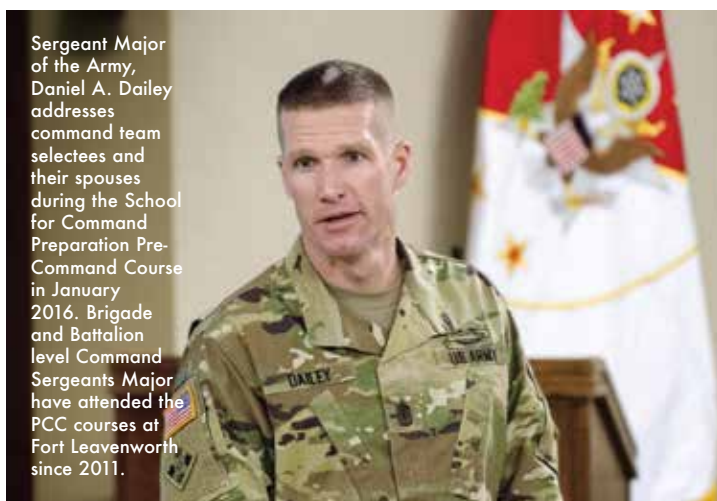 Sergeant Major
of the Army,
Daniel A. Dailey
addresses
command team
selectees and
their spouses
during the School
for Command
Preparation Pre-
Command Course
in January
2016. Brigade
and Battalion
level Command
Sergeants Major
have attended the
PCC courses at
Fort Leavenworth
since 2011.
DAILEY
US ARMY